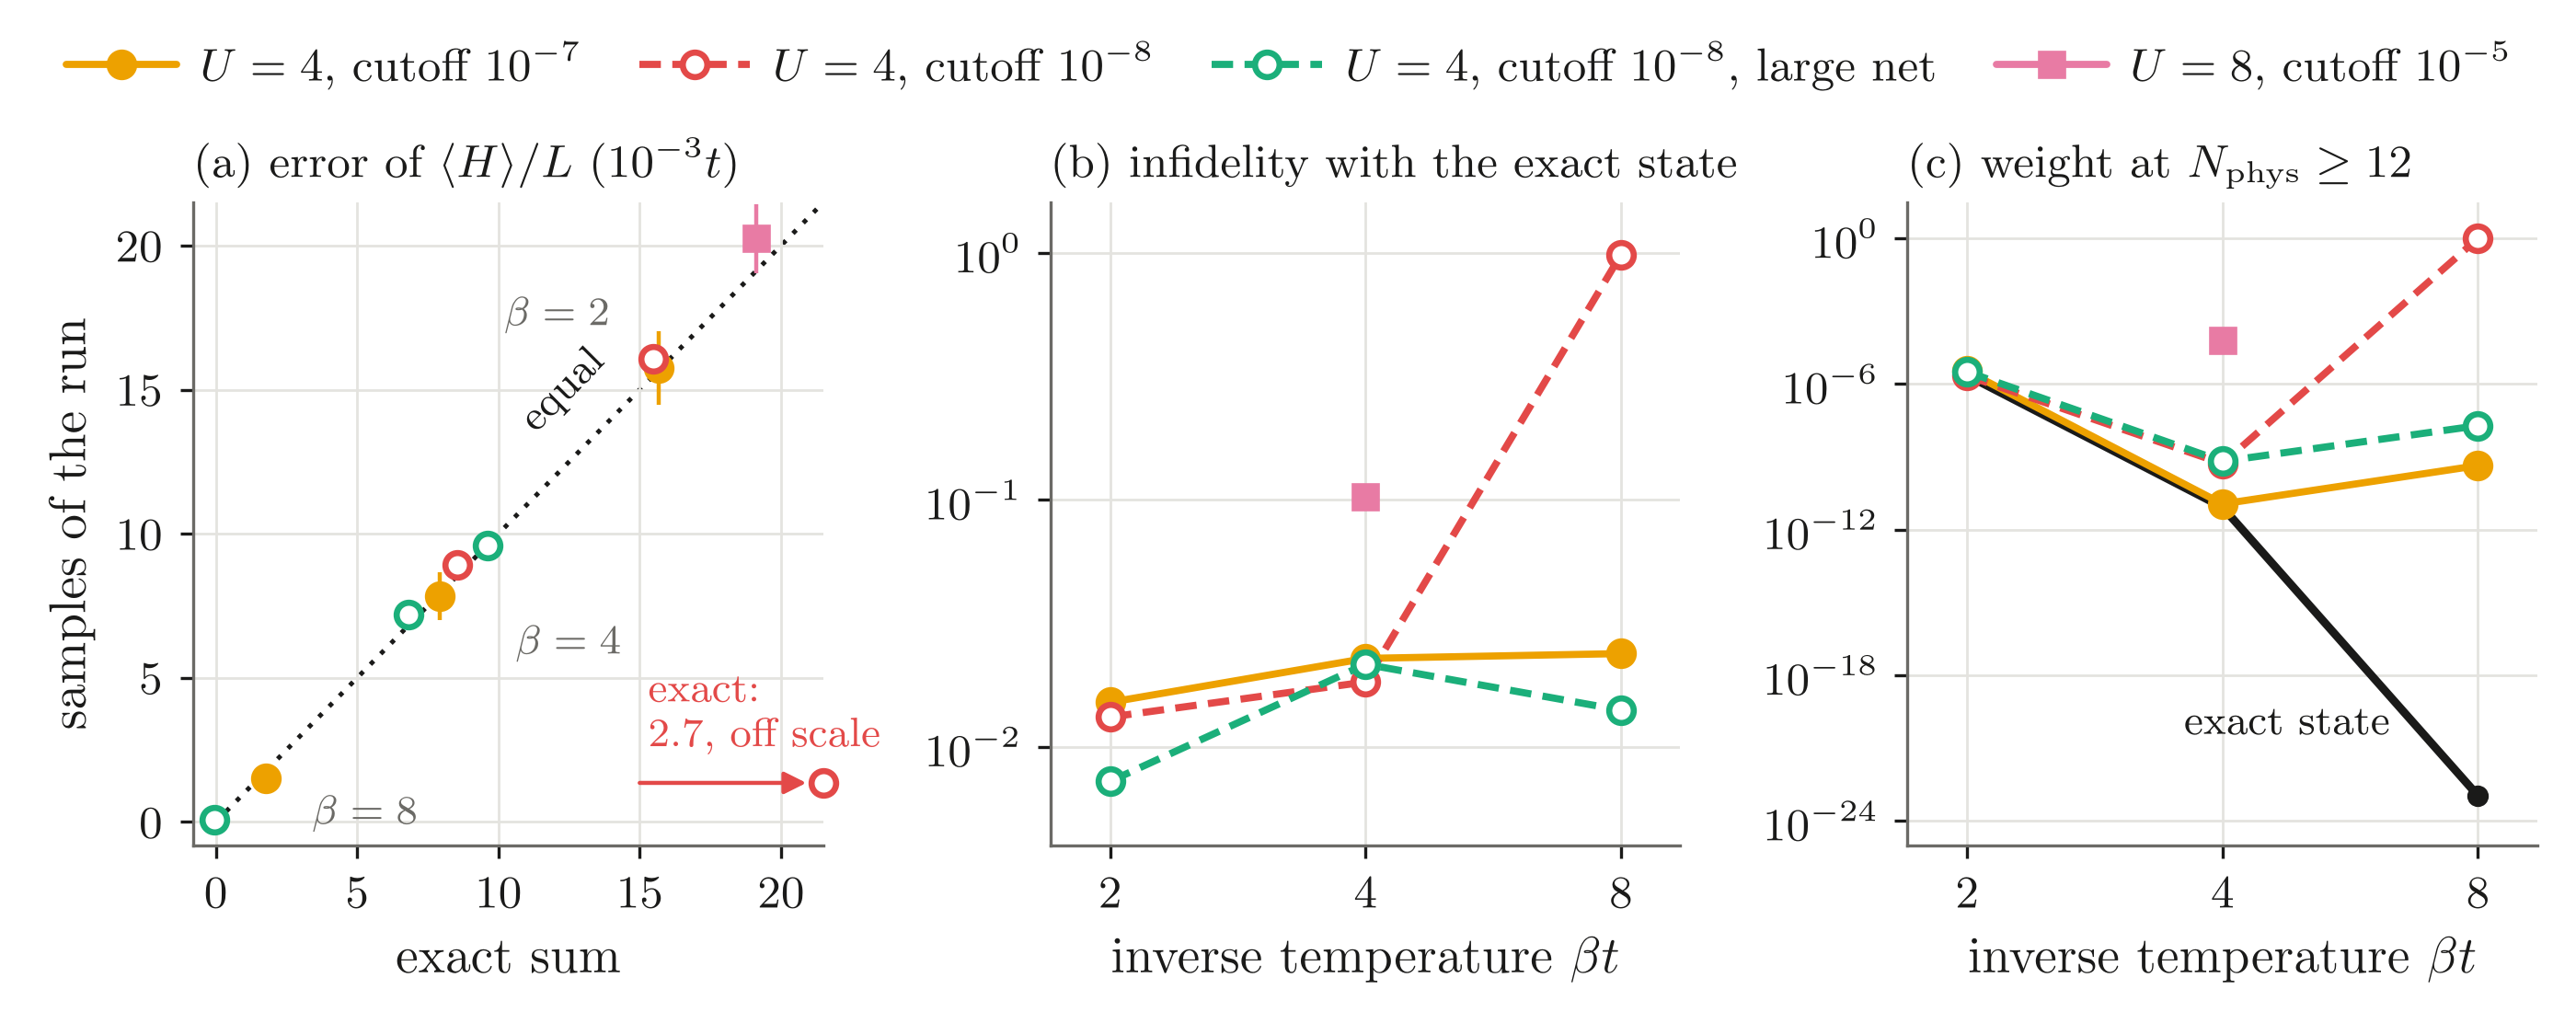 U = 4, cutoff 10⁻⁷
U = 4, cutoff 10⁻⁸
U = 4, cutoff 10⁻⁸, large net
U = 8, cutoff 10⁻⁵
(a) error of ⟨H⟩/L (10⁻³t)
samples of the run
20
15
10
5
0
β = 2
equal
β = 4
exact:
2.7, off scale
β = 8
0 5 10 15 20
exact sum
(b) infidelity with the exact state
10⁰
10⁻¹
10⁻²
2 4 8
inverse temperature βt
(c) weight at N_phys ≥ 12
10⁰
10⁻⁶
10⁻¹²
10⁻¹⁸
10⁻²⁴
exact state
2 4 8
inverse temperature βt